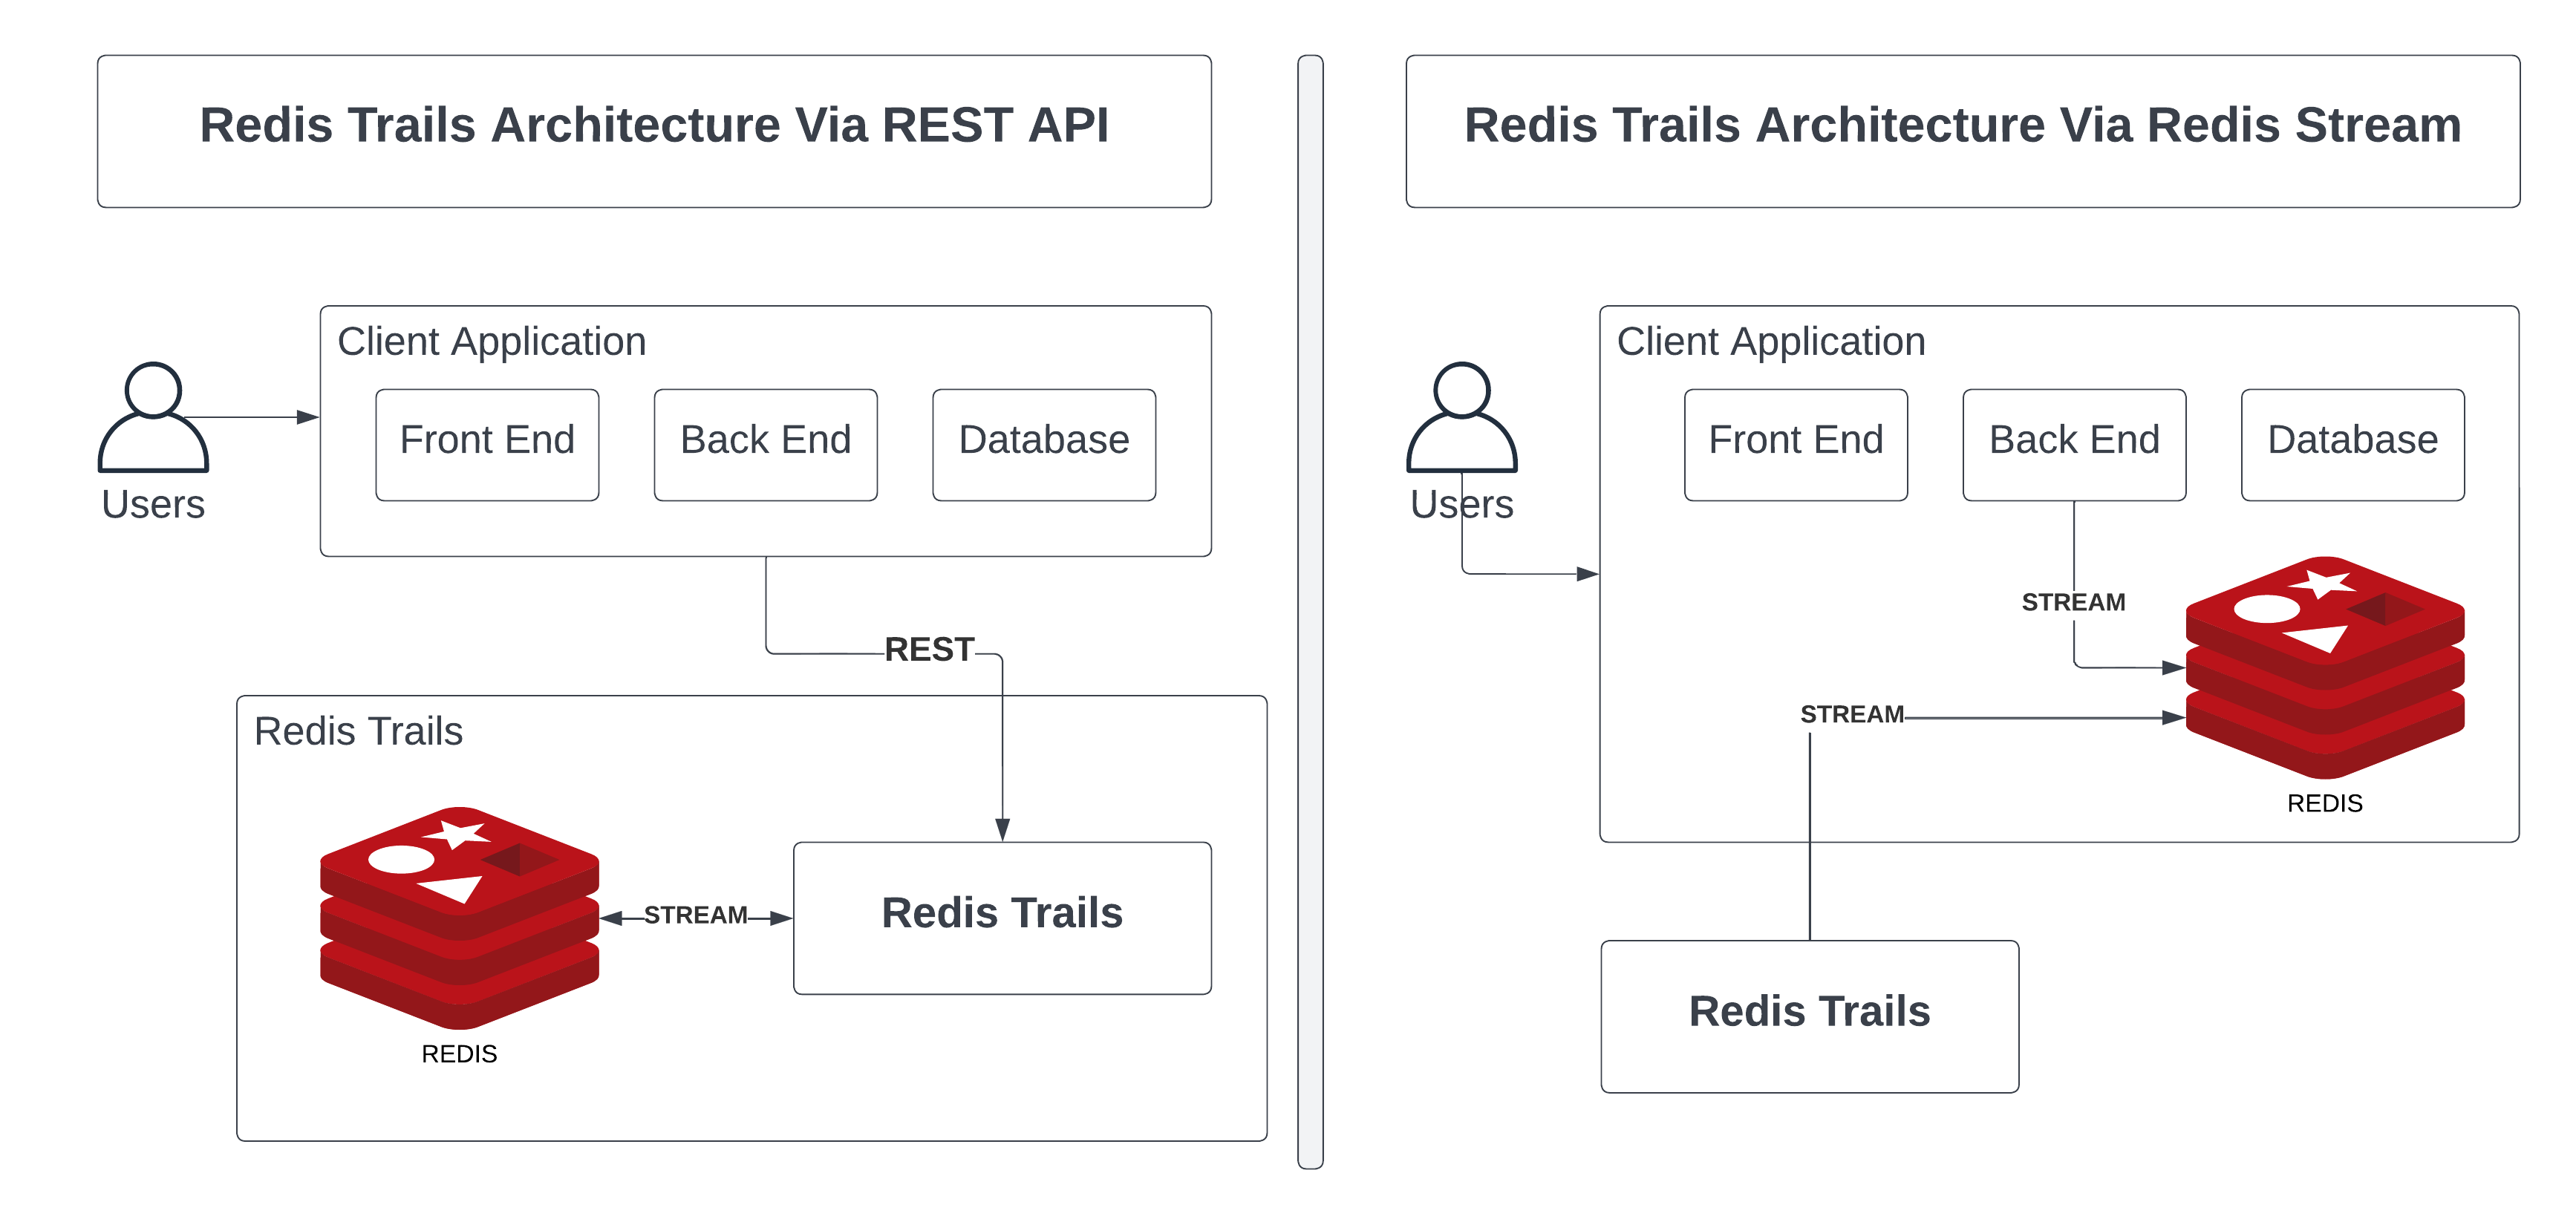 Redis Trails Architecture Via REST API
Client Application
Front End
Back End
Database
Users
REST
Redis Trails
STREAM
Redis Trails
REDIS
Redis Trails Architecture Via Redis Stream
Client Application
Front End
Back End
Database
Users
STREAM
STREAM
REDIS
Redis Trails